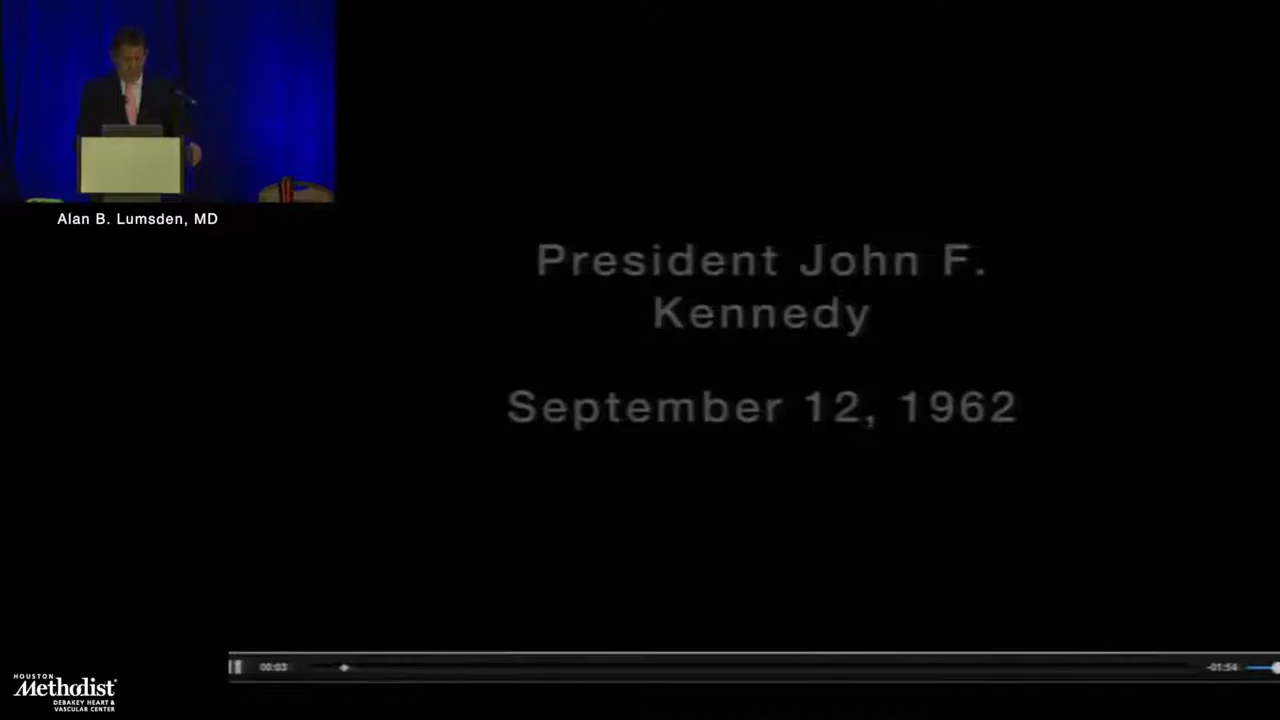 Alan B. Lumsden, MD
President John F.
Kennedy
September 12, 1962
00:03
-01:54
HOUSTON
Methodist
DEBAKEY HEART &
VASCULAR CENTER